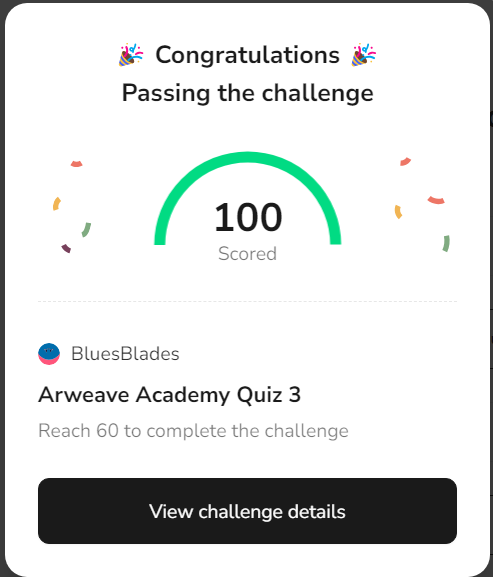 🎉 Congratulations 🎉
Passing the challenge
100
Scored
BluesBlades
Arweave Academy Quiz 3
Reach 60 to complete the challenge
View challenge details